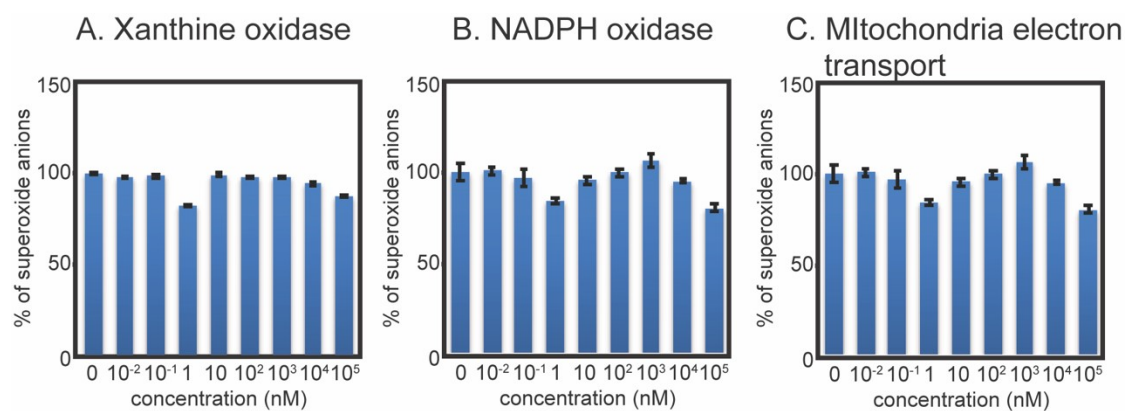 A. Xanthine oxidase
% of superoxide anions
150
100
50
0
0 10⁻² 10⁻¹ 1 10 10² 10³ 10⁴ 10⁵
concentration (nM)
B. NADPH oxidase
% of superoxide anions
150
100
50
0
0 10⁻² 10⁻¹ 1 10 10² 10³ 10⁴ 10⁵
concentration (nM)
C. MItochondria electron
transport
% of superoxide anions
150
100
50
0
0 10⁻² 10⁻¹ 1 10 10² 10³ 10⁴ 10⁵
concentration (nM)